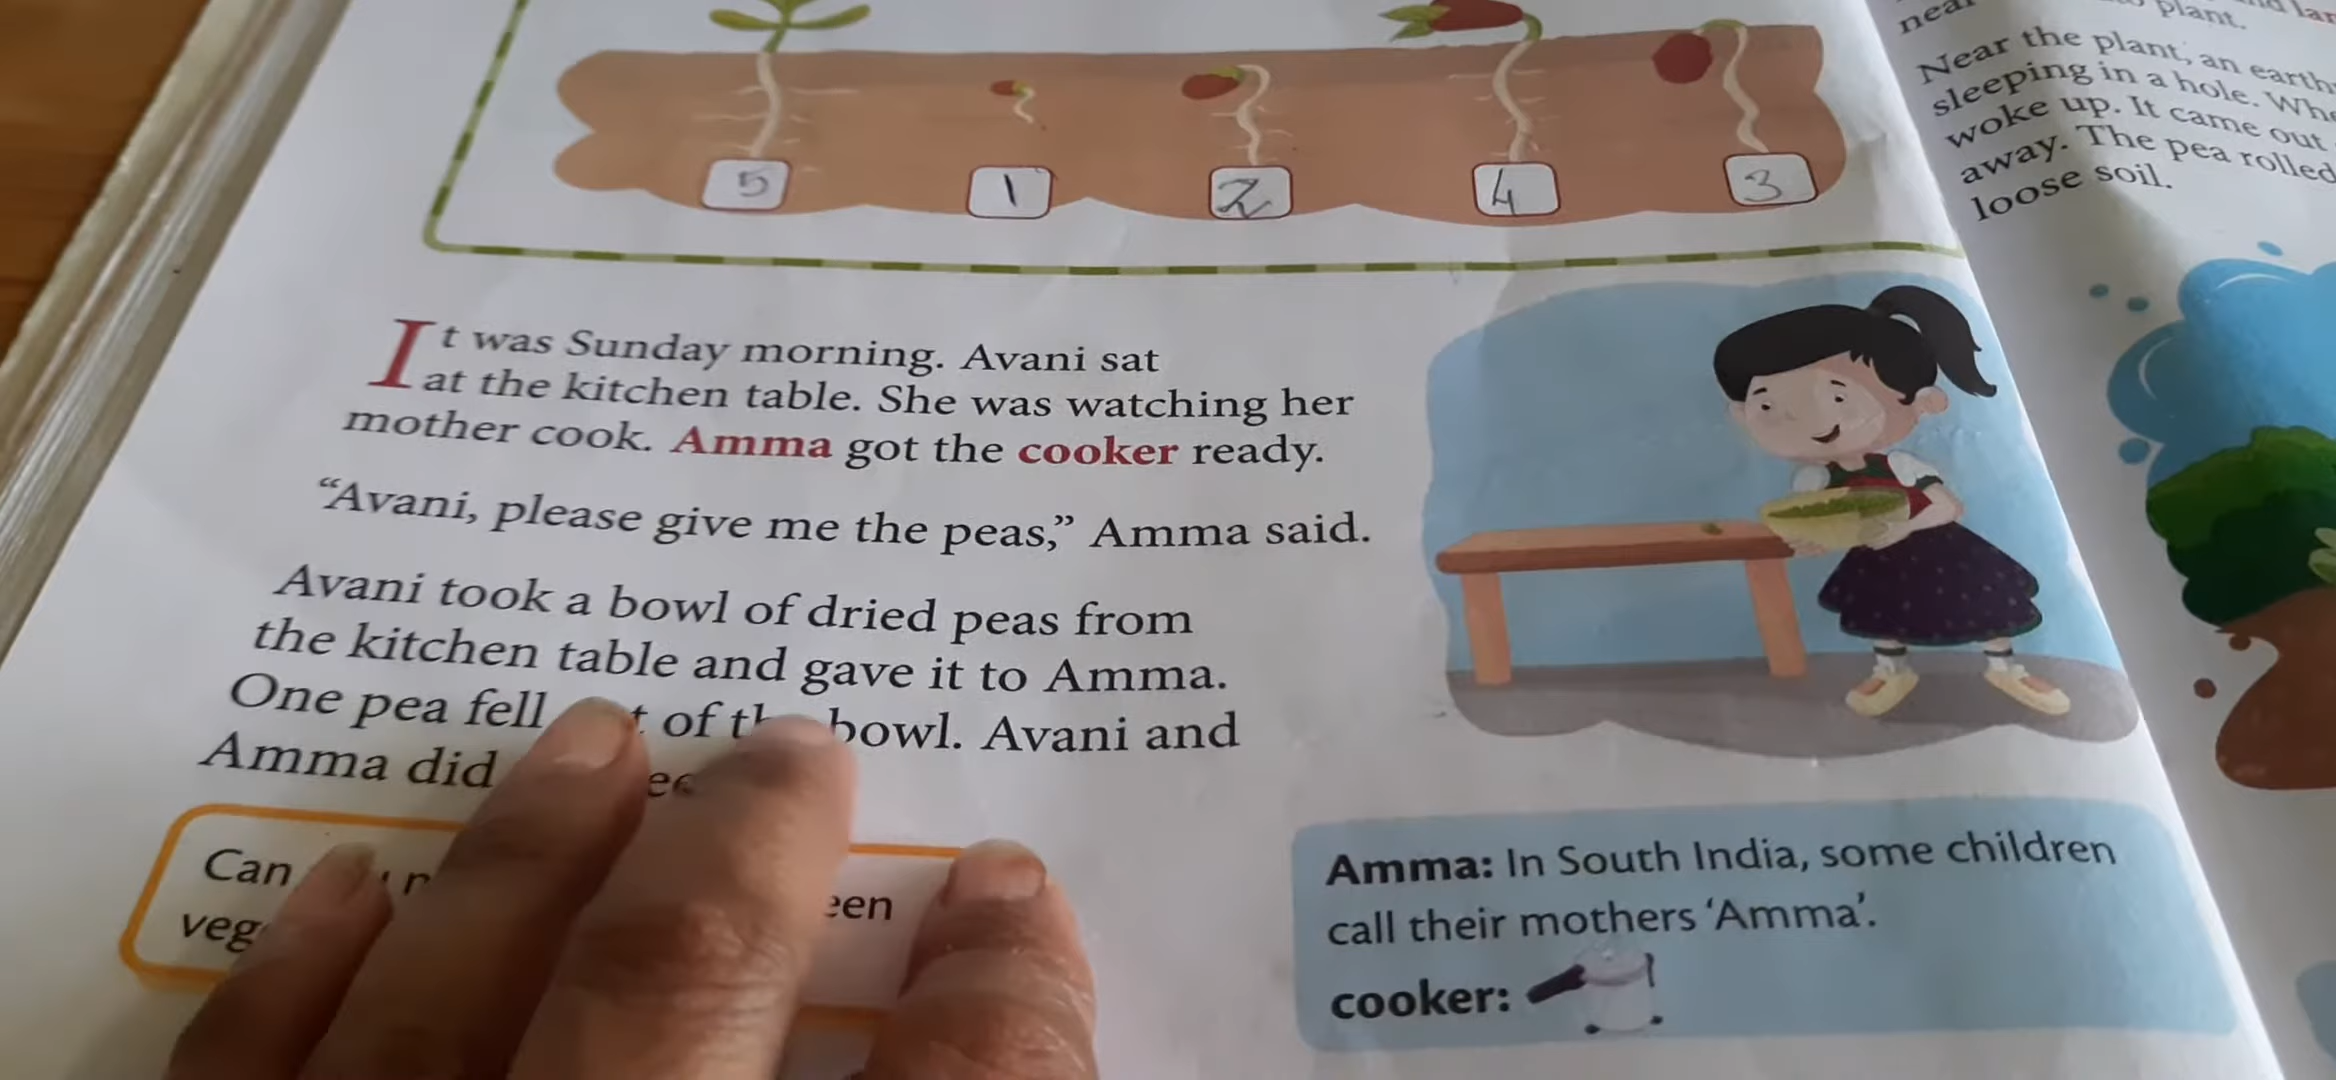 5 1 2 4 3
It was Sunday morning. Avani sat
at the kitchen table. She was watching her
mother cook. Amma got the cooker ready.
“Avani, please give me the peas,” Amma said.
Avani took a bowl of dried peas from
the kitchen table and gave it to Amma.
One pea fell of bowl. Avani and
Amma did
Can
Amma: In South India, some children
call their mothers ‘Amma’.
cooker:
plant.
Near the plant, an
sleeping in a hole.
woke up. It came out
away. The pea rolled
loose soil.